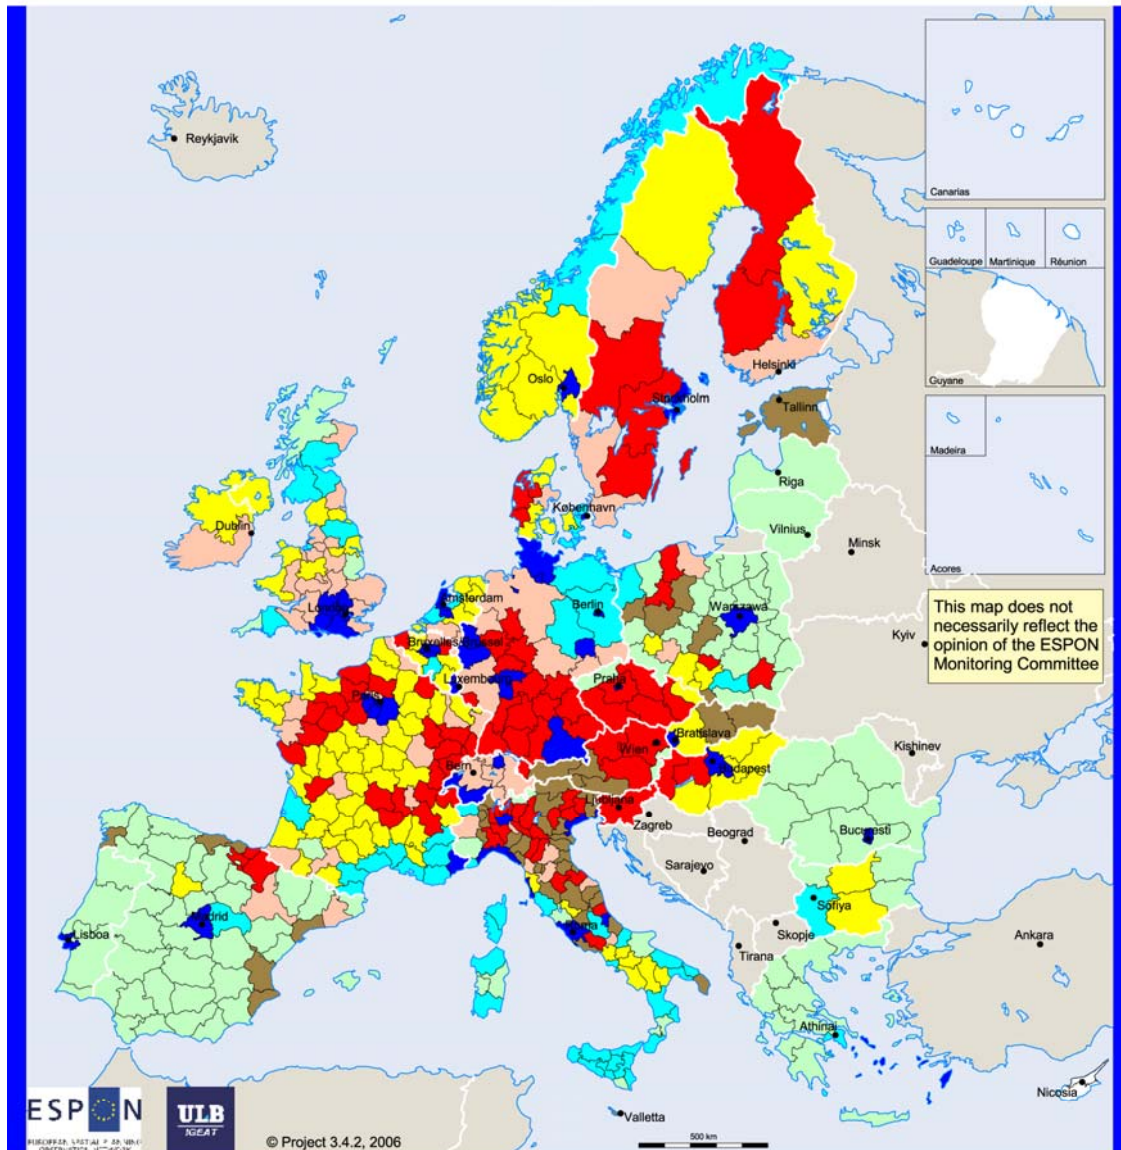 Canarias
Reykjavik
Guadeloupe
Martinique
Réunion
Guyane
Helsinki
Oslo
Stockholm
Tallinn
Madeira
Riga
København
Dublin
Vilnius
Minsk
Acores
Amsterdam
London
Berlin
Warszawa
This map does not
necessarily reflect the
opinion of the ESPON
Monitoring Committee
Kyiv
Bruxelles/Brussel
Luxembourg
Praha
Paris
Bratislava
Wien
Kishinev
Bern
Budapest
Ljubljana
Zagreb
Beograd
Bucuresti
Sarajevo
Sofiya
Madrid
Lisboa
Roma
Skopje
Ankara
Tirana
Athinai
Nicosia
ESPON
ULB
IGEAT
Valletta
© Project 3.4.2, 2006
500 km